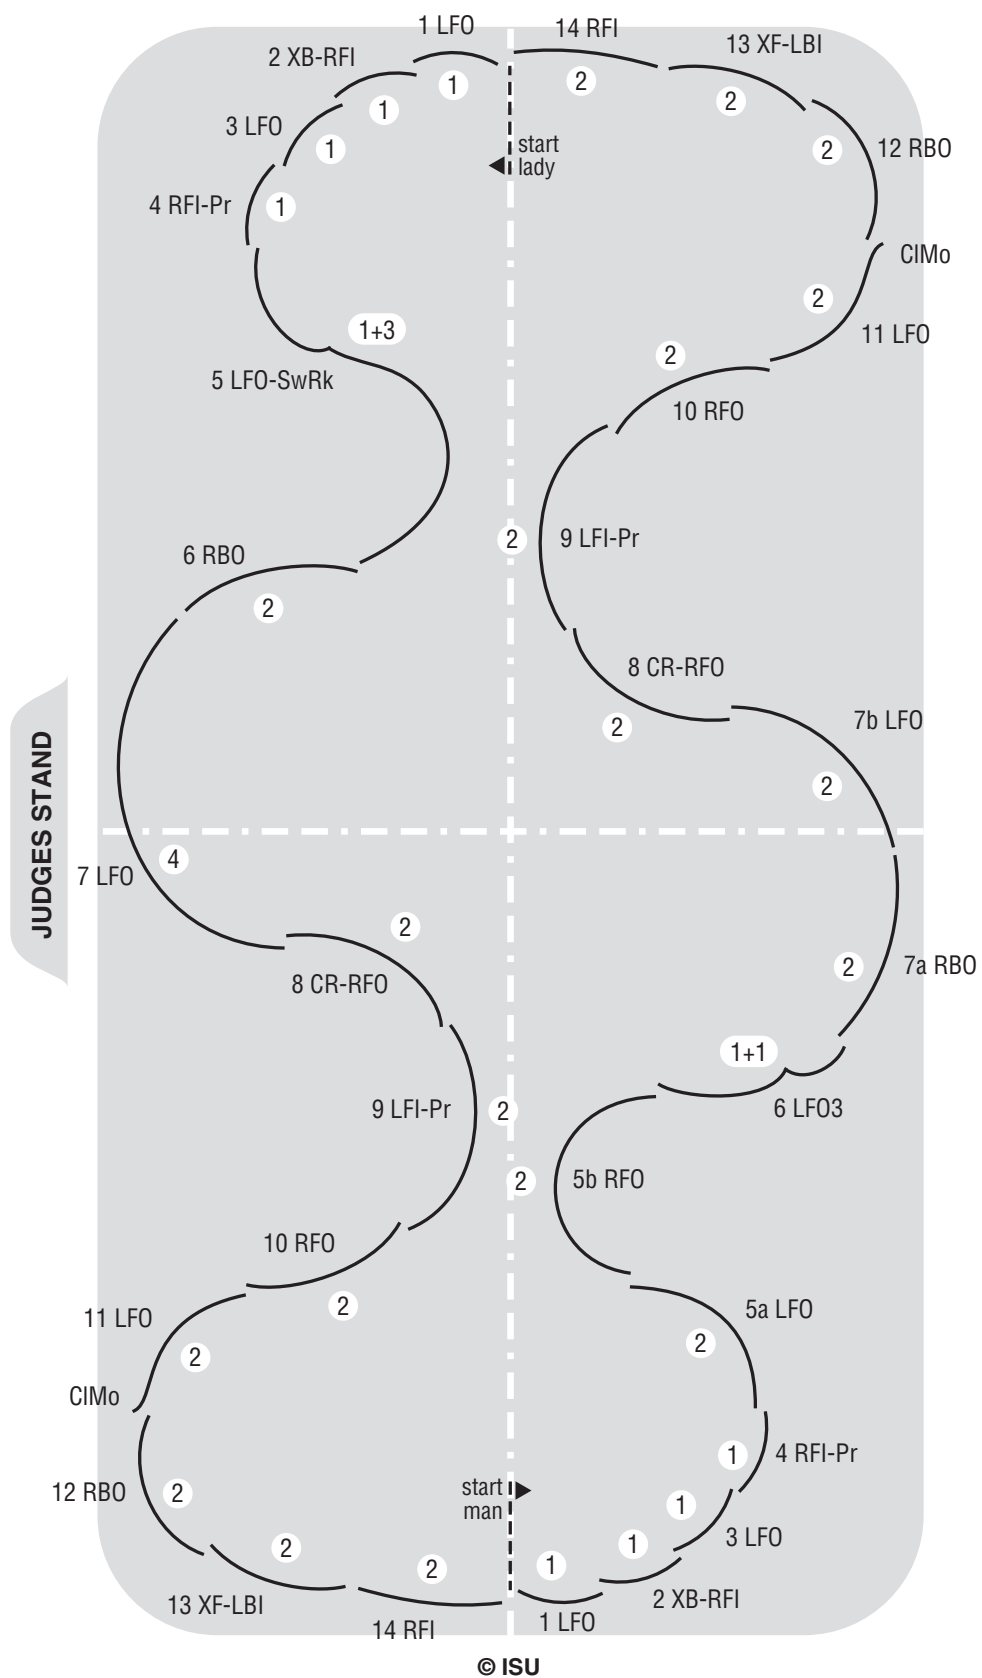 1 LFO
14 RFI
2 XB-RFI
13 XF-LBI
1
2
1
2
3 LFO
1
start
lady
2
12 RBO
4 RFI-Pr
1
ClMo
2
1+3
11 LFO
2
5 LFO-SwRk
10 RFO
2
9 LFI-Pr
6 RBO
2
8 CR-RFO
2
7b LFO
2
JUDGES STAND
4
7 LFO
2
8 CR-RFO
2
7a RBO
1+1
6 LFO3
9 LFI-Pr
2
2
5b RFO
10 RFO
2
5a LFO
11 LFO
2
2
ClMo
1
4 RFI-Pr
12 RBO
2
start
man
1
3 LFO
2
2
1
1
13 XF-LBI
14 RFI
1 LFO
2 XB-RFI
© ISU